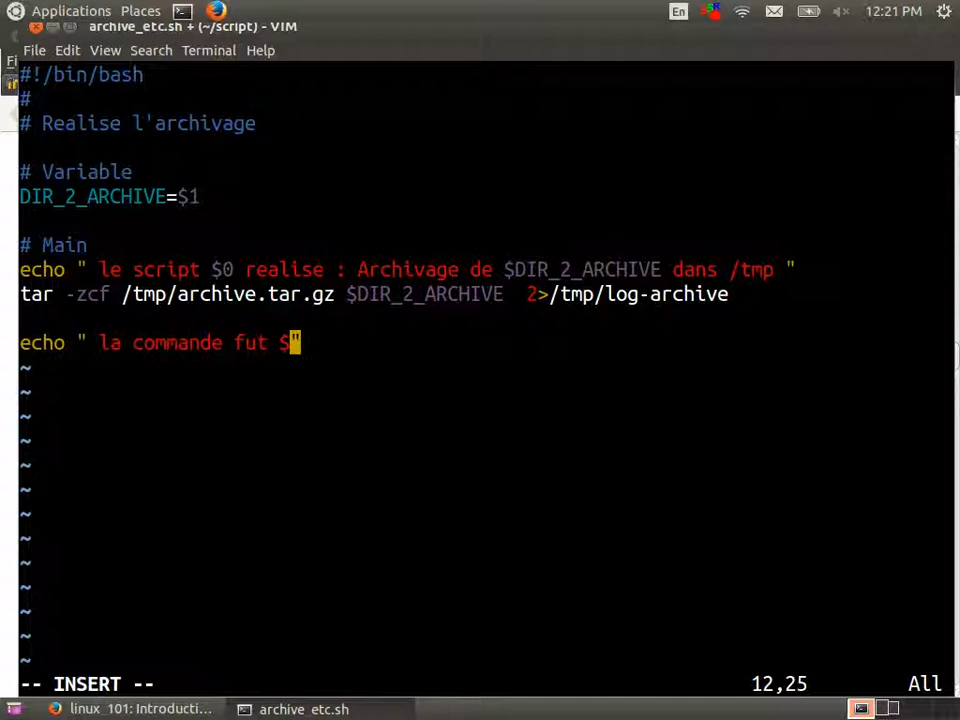 Applications Places En 12:21 PM
archive_etc.sh + (~/script) - VIM
File Edit View Search Terminal Help
#!/bin/bash
#
# Realise l'archivage
# Variable
DIR_2_ARCHIVE=$1
# Main
echo " le script $0 realise : Archivage de $DIR_2_ARCHIVE dans /tmp "
tar -zcf /tmp/archive.tar.gz $DIR_2_ARCHIVE  2>/tmp/log-archive
echo " la commande fut $"
~
~
~
~
~
~
~
~
~
~
~
~
~
-- INSERT -- 12,25 All
linux_101: Introducti... archive_etc.sh